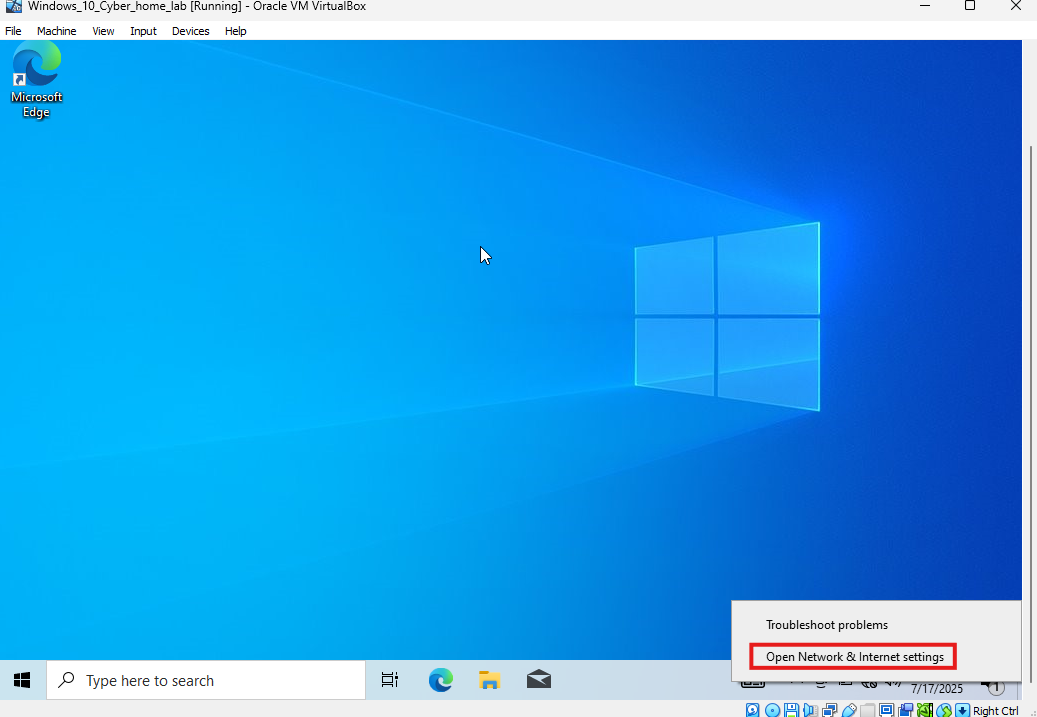 Windows_10_Cyber_home_lab [Running] - Oracle VM VirtualBox
File Machine View Input Devices Help
Microsoft
Edge
Troubleshoot problems
Open Network & Internet settings
Type here to search
7/17/2025
1
Right Ctrl